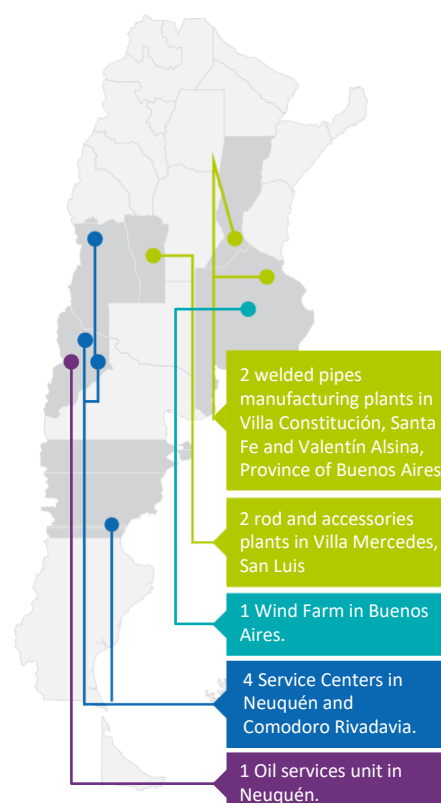 2 welded pipes
manufacturing plants in
Villa Constitución, Santa
Fe and Valentín Alsina,
Province of Buenos Aires
2 rod and accessories
plants in Villa Mercedes,
San Luis
1 Wind Farm in Buenos
Aires.
4 Service Centers in
Neuquén and
Comodoro Rivadavia.
1 Oil services unit in
Neuquén.